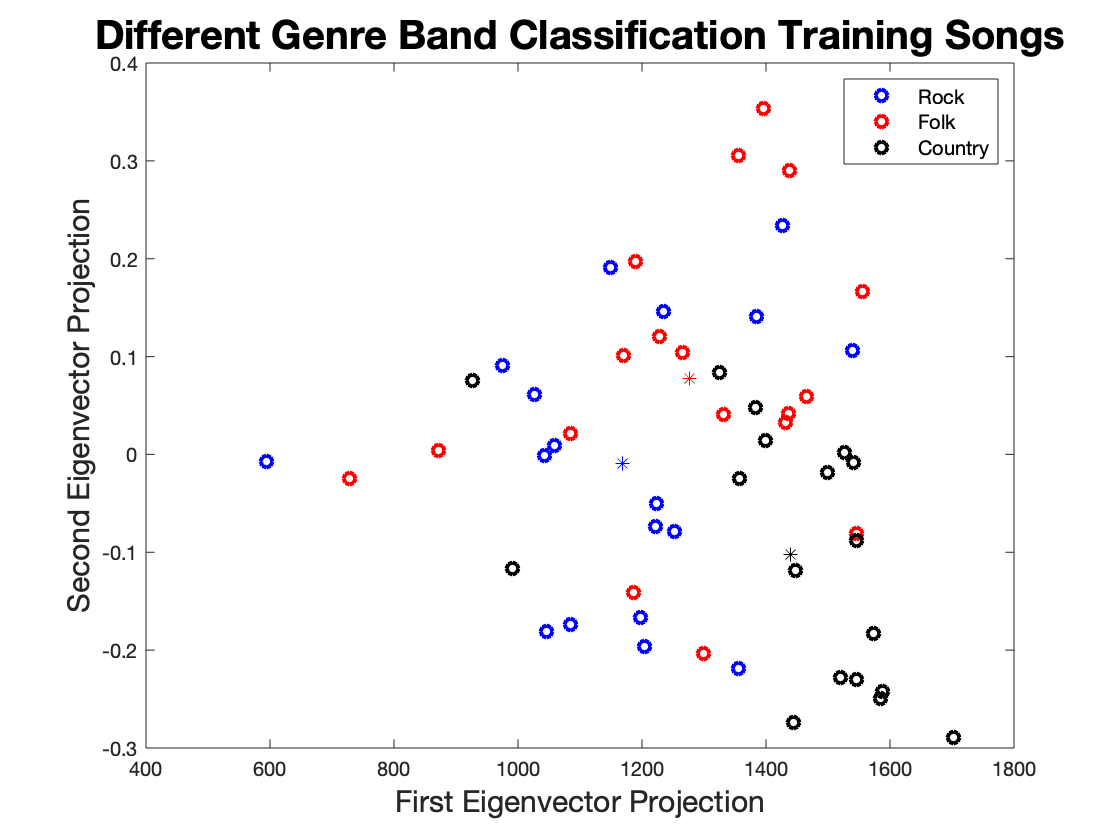 Different Genre Band Classification Training Songs
Rock
Folk
Country
0.4
0.3
0.2
0.1
0
-0.1
-0.2
-0.3
Second Eigenvector Projection
400 600 800 1000 1200 1400 1600 1800
First Eigenvector Projection